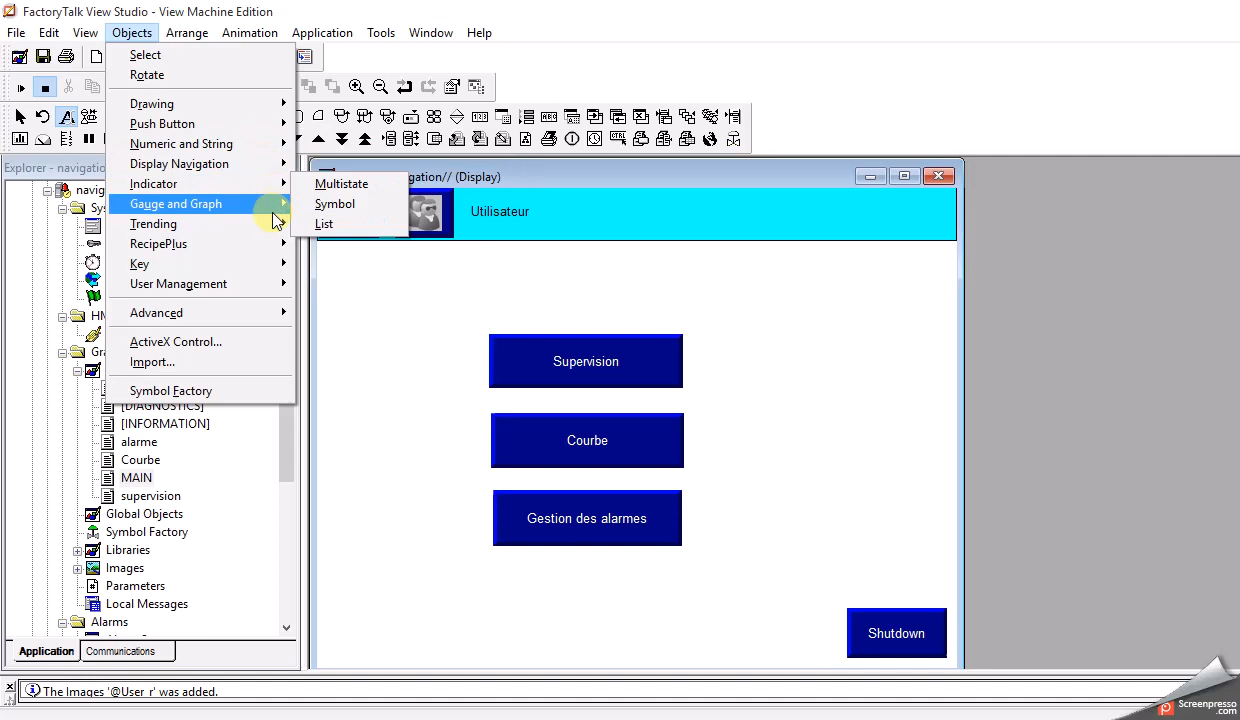 FactoryTalk View Studio - View Machine Edition
File Edit View Objects Arrange Animation Application Tools Window Help
Select
Rotate
Drawing
Push Button
Numeric and String
Display Navigation
Indicator
Gauge and Graph
Trending
RecipePlus
Key
User Management
Advanced
ActiveX Control...
Import...
Symbol Factory
Multistate
Symbol
List
Explorer - navigatio
navig
Sys
HM
Gra
[DIAGNOSTICS]
[INFORMATION]
alarme
Courbe
MAIN
supervision
Global Objects
Symbol Factory
Libraries
Images
Parameters
Local Messages
Alarms
Application Communications
gation// (Display)
Utilisateur
Supervision
Courbe
Gestion des alarmes
Shutdown
The Images '@User_r' was added.
Screenpresso
.com